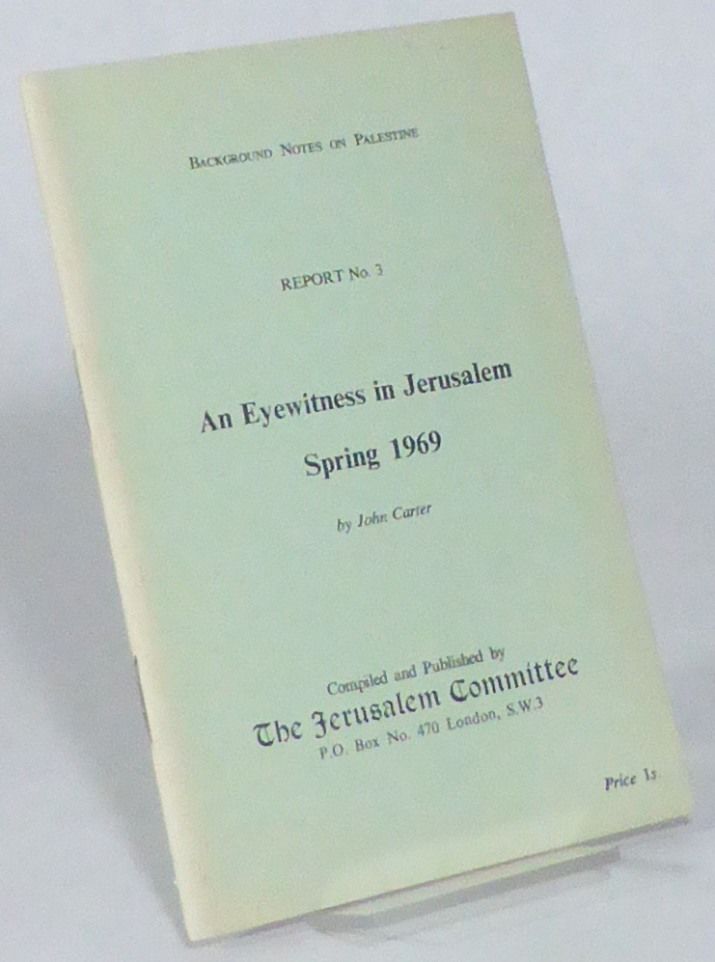 Background Notes on Palestine
REPORT No. 3
An Eyewitness in Jerusalem
Spring 1969
by John Carter
Compiled and Published by
The Jerusalem Committee
P.O. Box No. 470 London, S.W.3
Price 1s